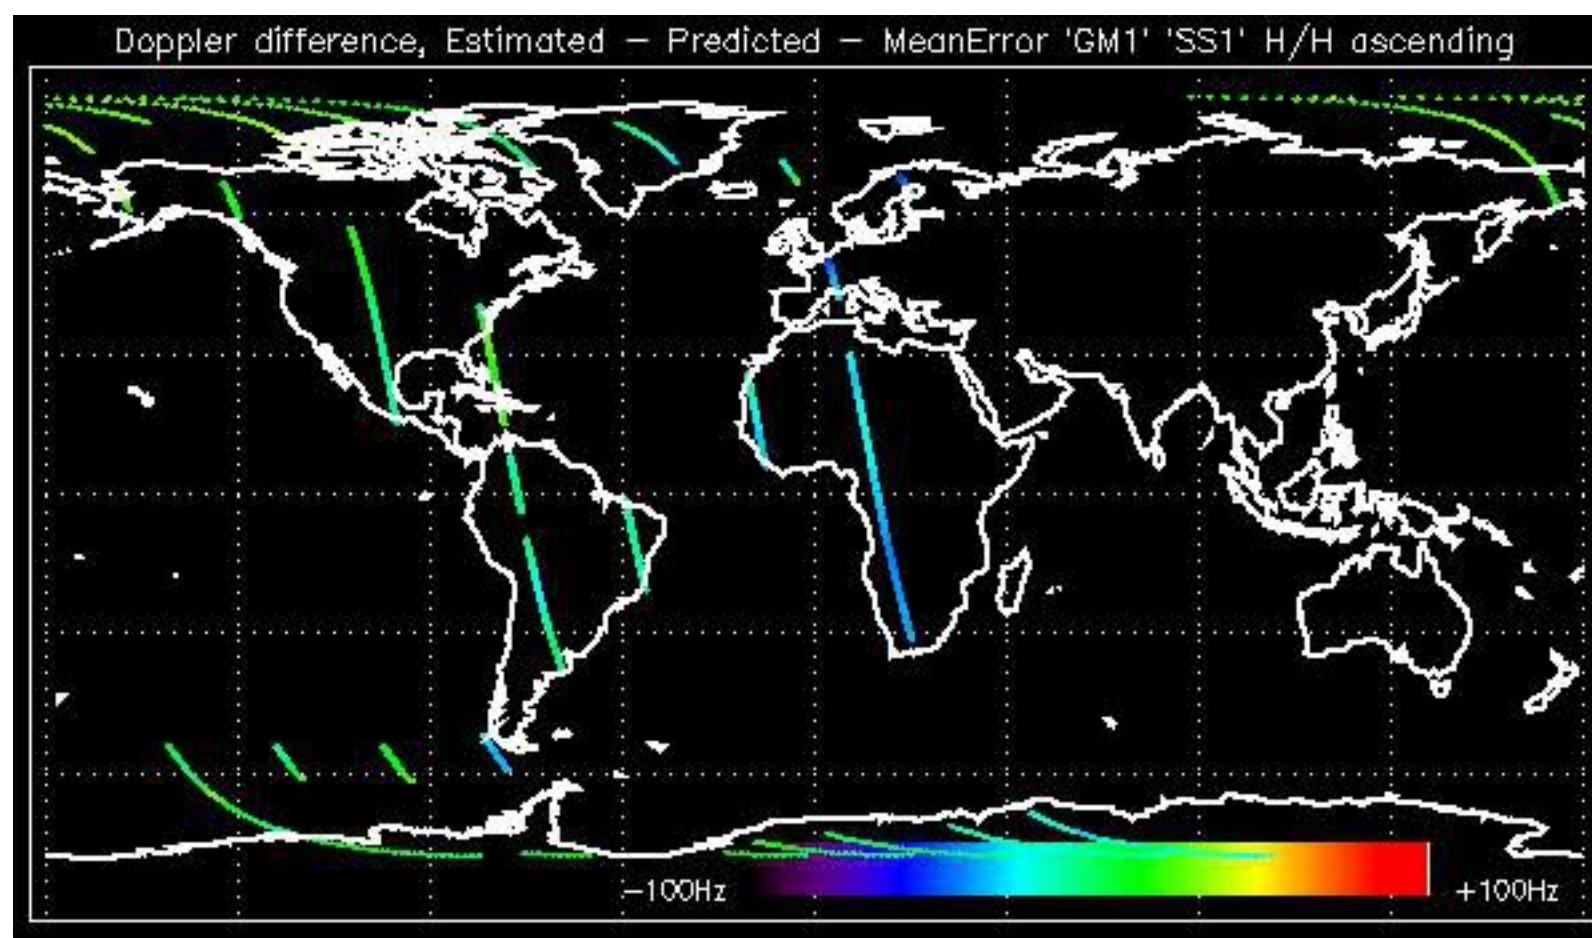 Doppler difference, Estimated – Predicted – MeanError 'GM1' 'SS1' H/H ascending
–100Hz +100Hz